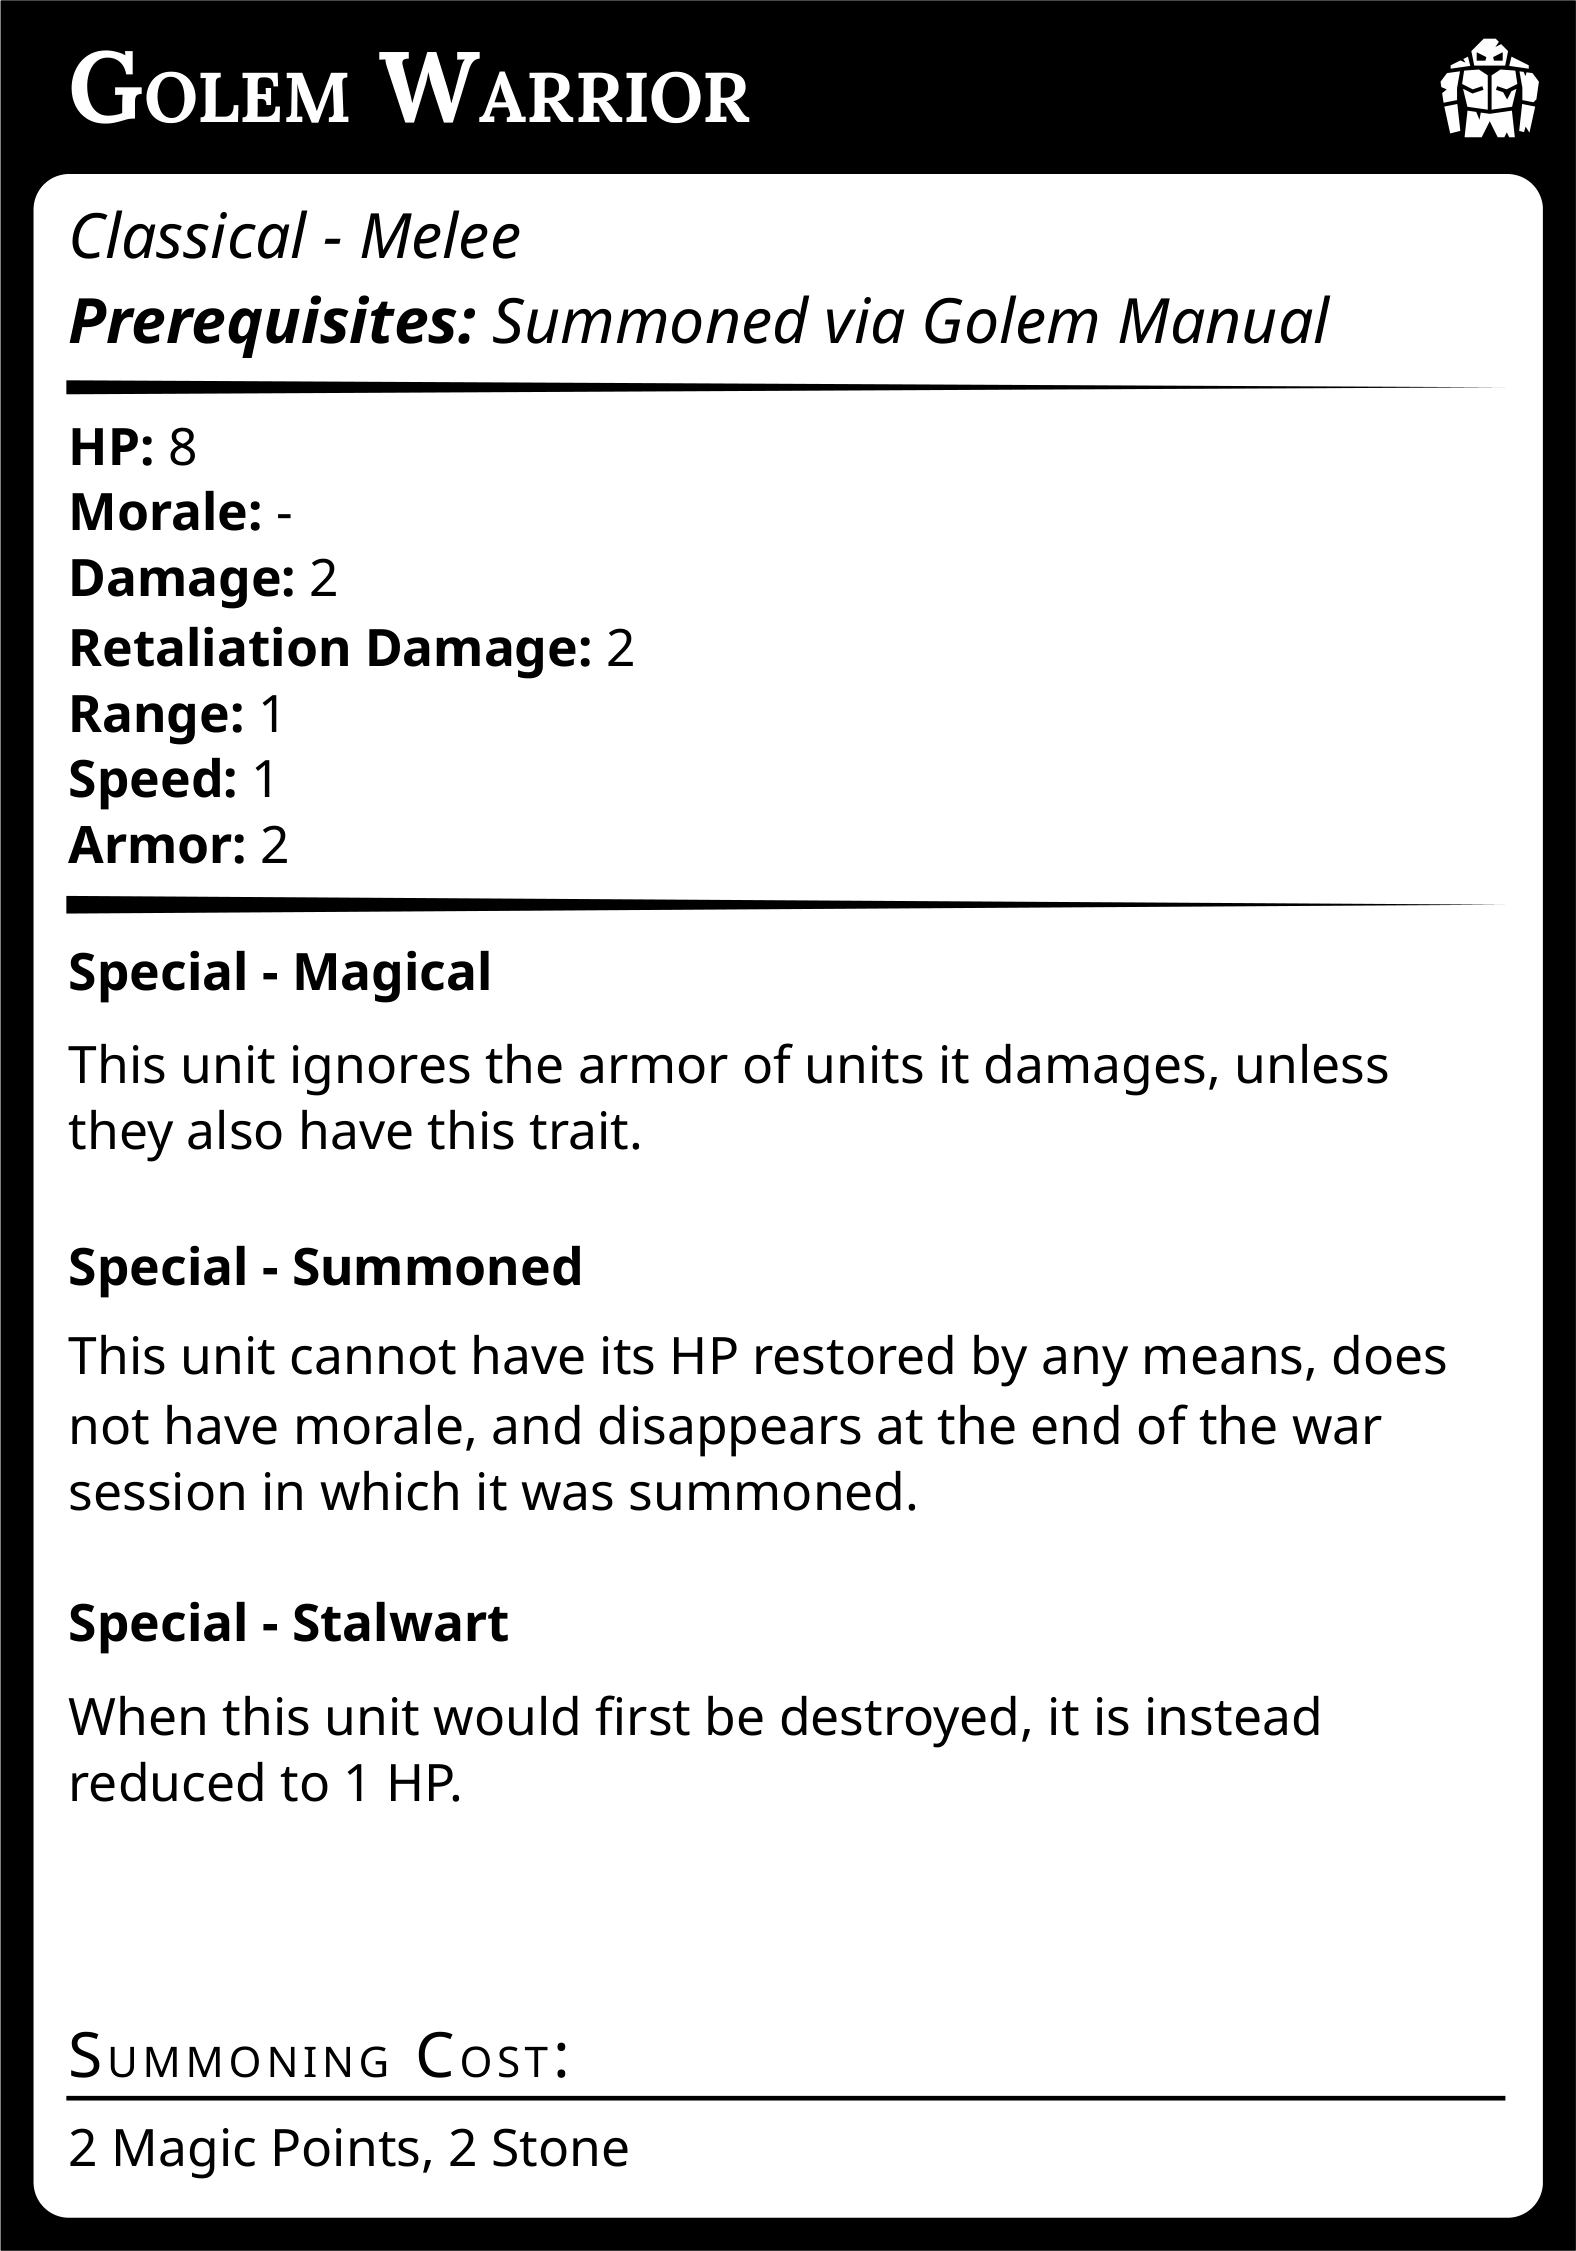 Golem Warrior
Classical - Melee
Prerequisites: Summoned via Golem Manual
HP: 8
Morale: -
Damage: 2
Retaliation Damage: 2
Range: 1
Speed: 1
Armor: 2
Special - Magical
This unit ignores the armor of units it damages, unless
they also have this trait.
Special - Summoned
This unit cannot have its HP restored by any means, does
not have morale, and disappears at the end of the war
session in which it was summoned.
Special - Stalwart
When this unit would first be destroyed, it is instead
reduced to 1 HP.
Summoning Cost:
2 Magic Points, 2 Stone